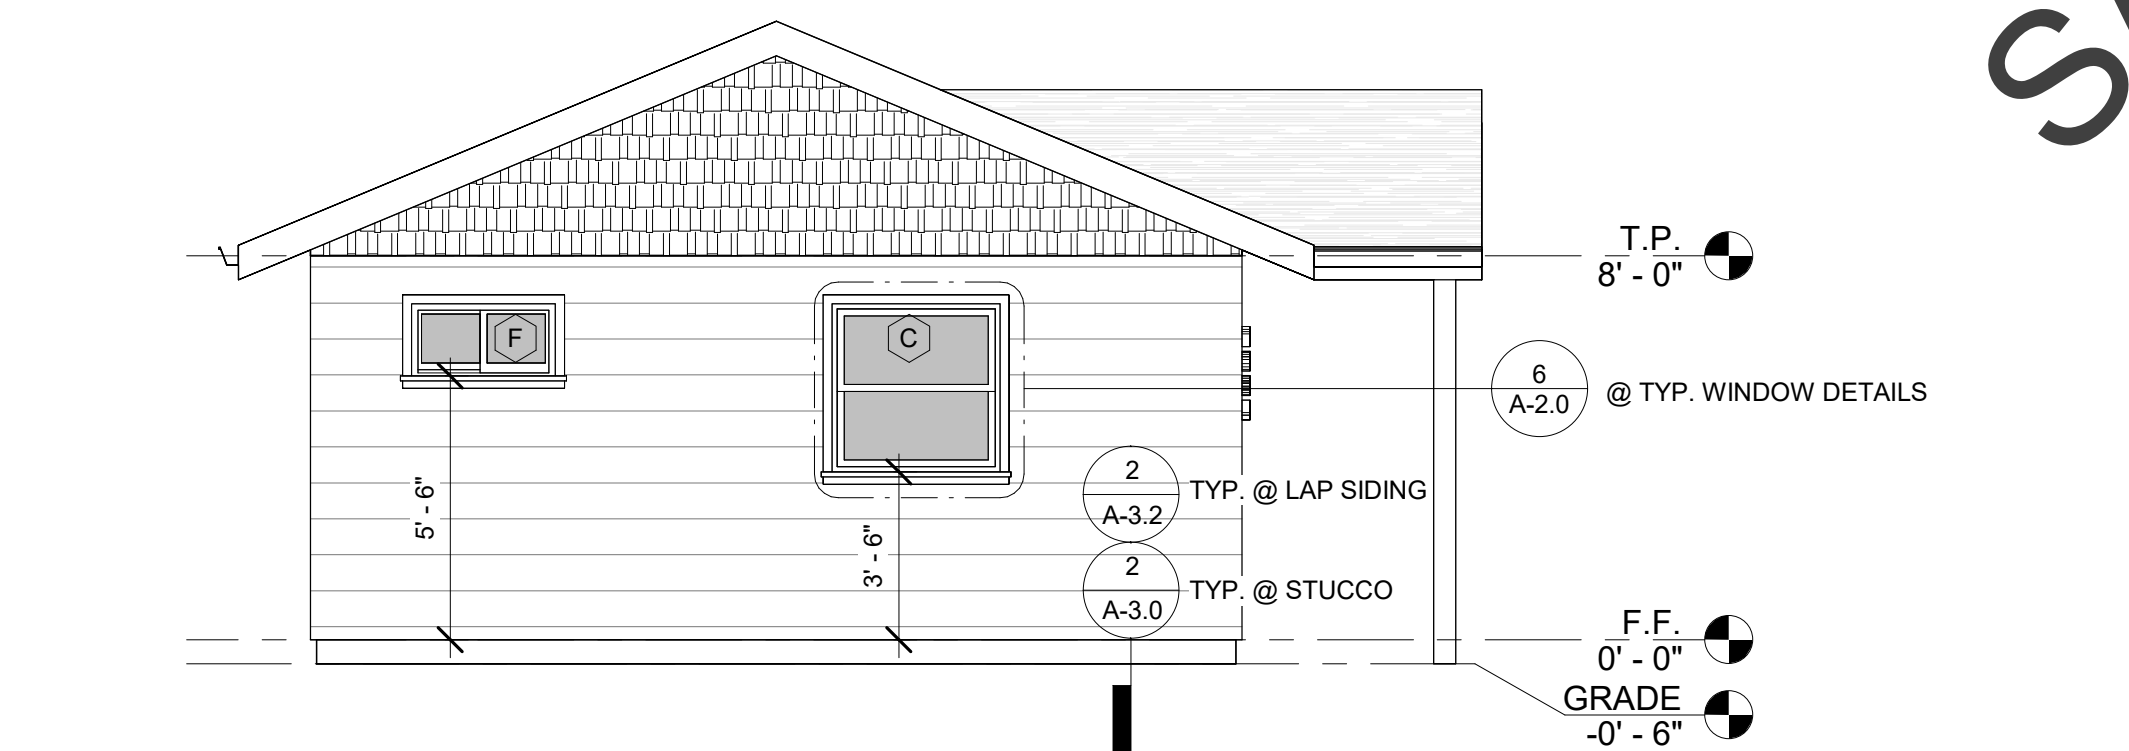 T.P.
8' - 0"
F
C
6
A-2.0
@ TYP. WINDOW DETAILS
2
A-3.2
TYP. @ LAP SIDING
5' - 6"
3' - 6"
2
A-3.0
TYP. @ STUCCO
F.F.
0' - 0"
GRADE
-0' - 6"